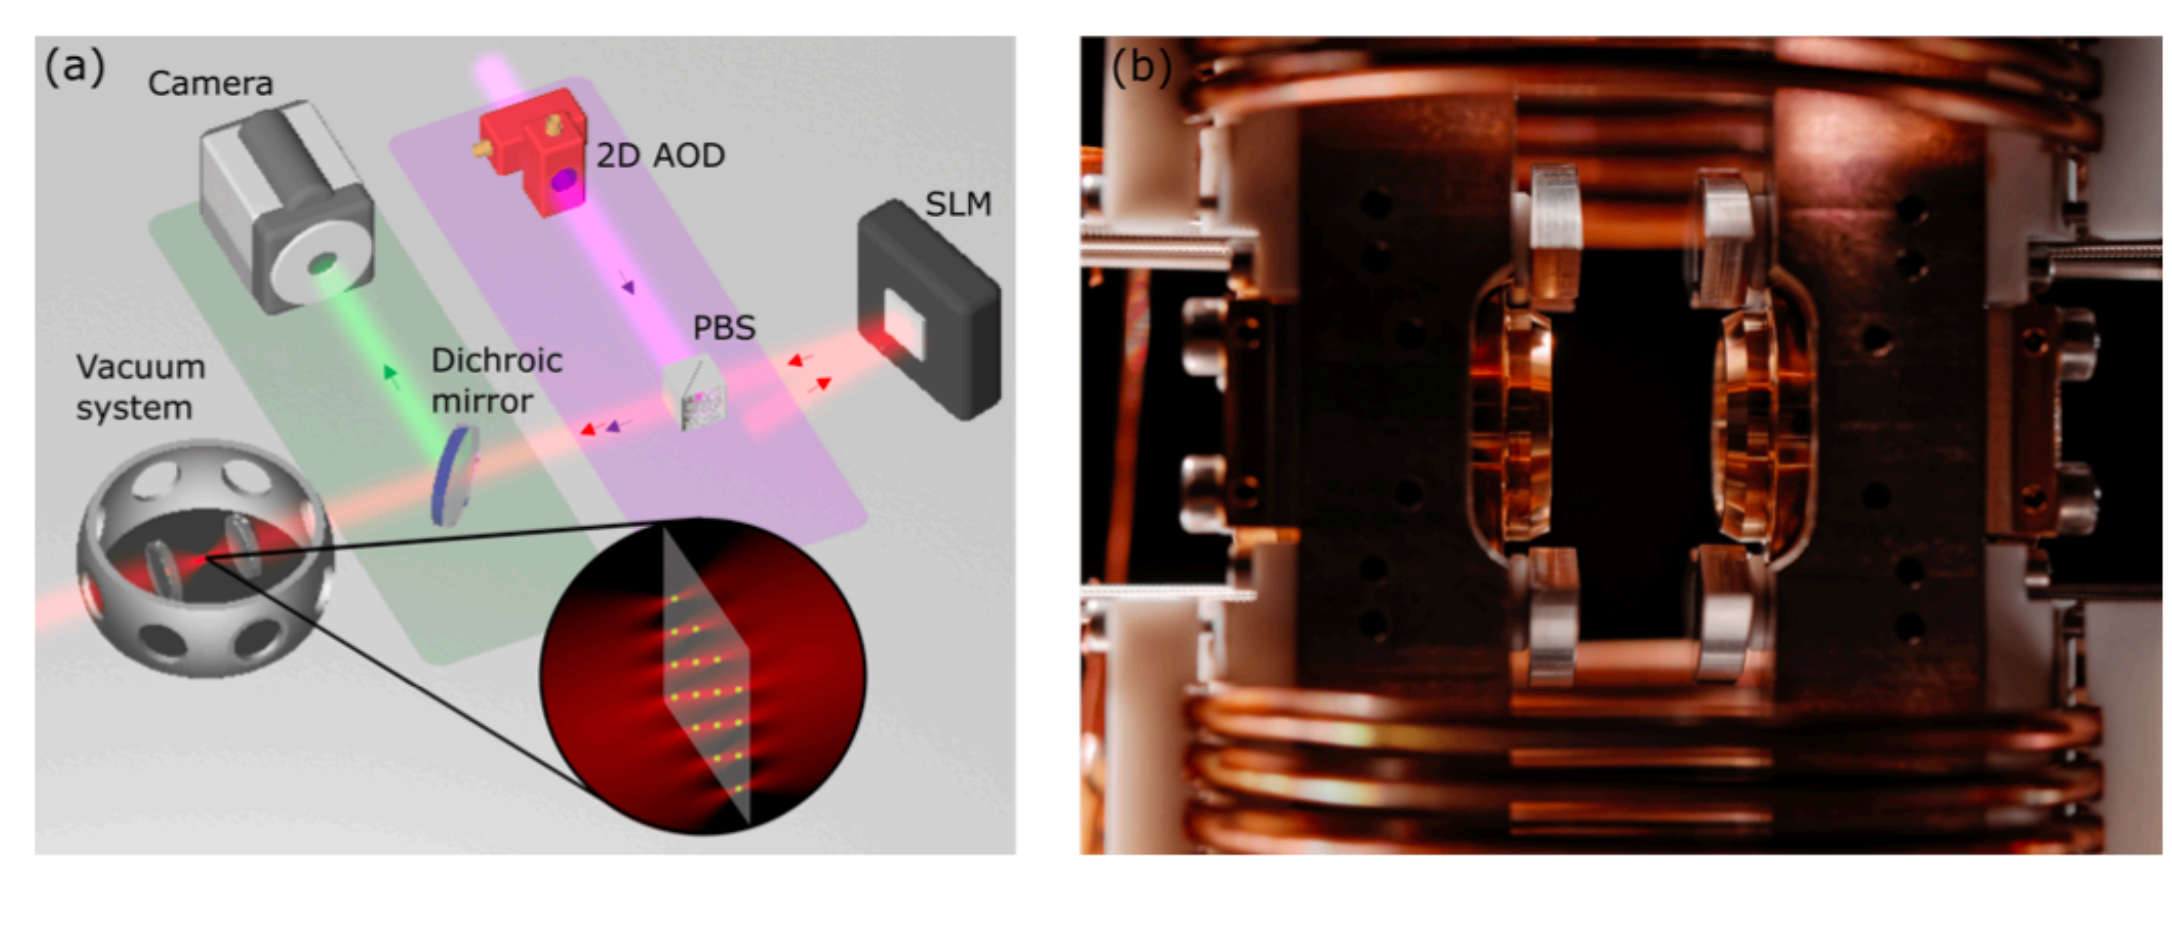 (a)
Camera
2D AOD
SLM
PBS
Dichroic
mirror
Vacuum
system
(b)